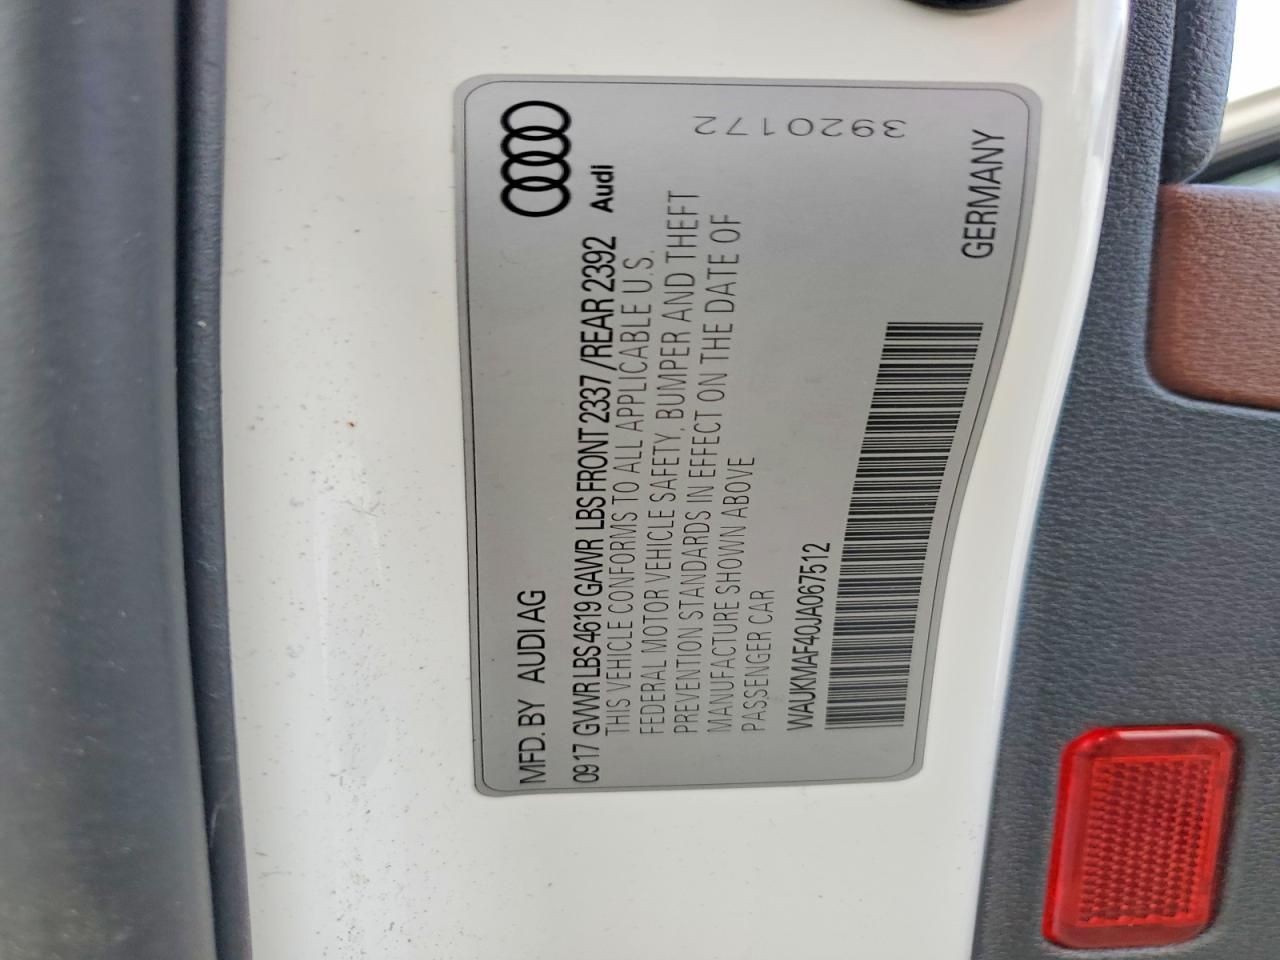 MFD. BY AUDI AG
Audi
0917 GVWR LBS 4619 GAWR LBS FRONT 2337 /REAR 2392
THIS VEHICLE CONFORMS TO ALL APPLICABLE U.S.
FEDERAL MOTOR VEHICLE SAFETY, BUMPER AND THEFT
PREVENTION STANDARDS IN EFFECT ON THE DATE OF
MANUFACTURE SHOWN ABOVE
PASSENGER CAR
WAUKMAF40JA067512
GERMANY
3920172